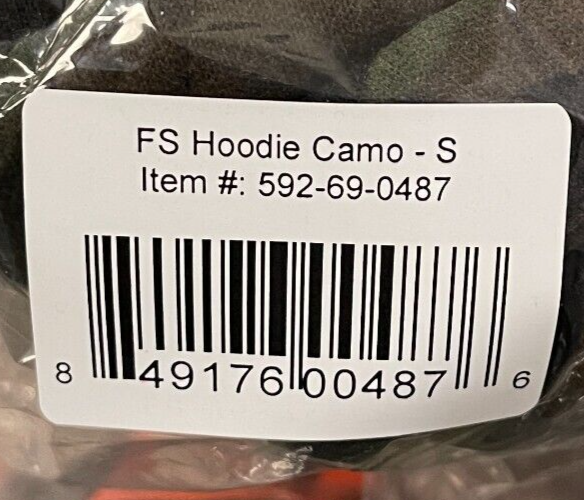 FS Hoodie Camo - S
Item #: 592-69-0487
8 49176 00487 6